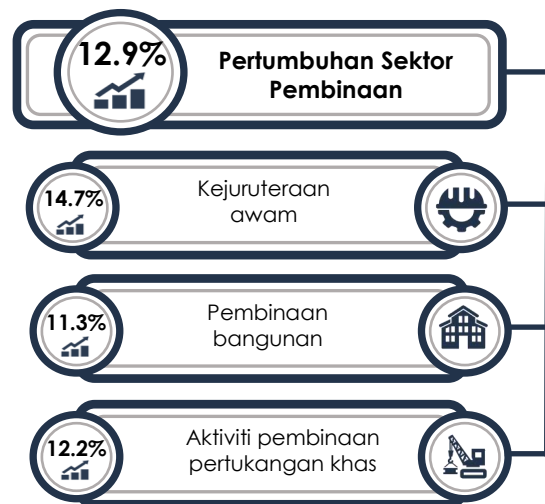 12.9%
Pertumbuhan Sektor
Pembinaan
14.7%
Kejuruteraan
awam
11.3%
Pembinaan
bangunan
12.2%
Aktiviti pembinaan
pertukangan khas